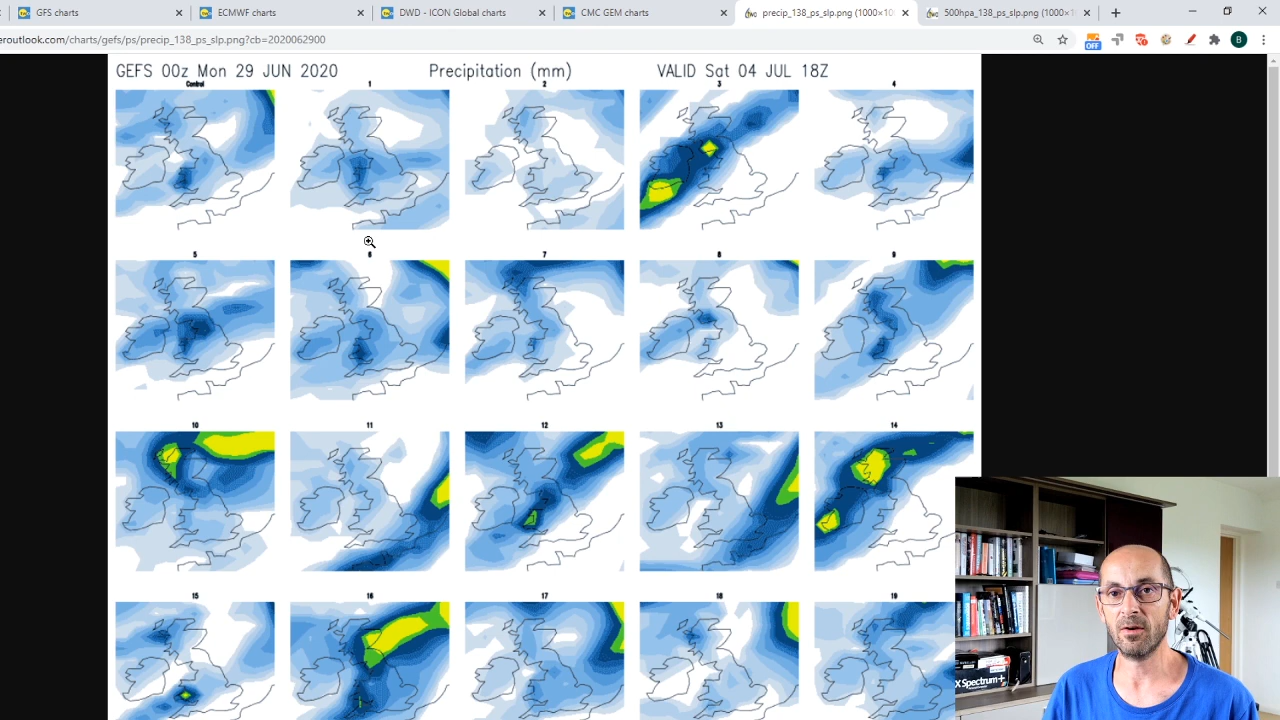 GFS charts
ECMWF charts
DWD - ICON Global charts
CMC GEM charts
precip_138_ps_slp.png (1000×10
500hpa_138_ps_slp.png (1000×1
eroutlook.com/charts/gefs/ps/precip_138_ps_slp.png?cb=2020062900
OFF
B
GEFS 00z Mon 29 JUN 2020
Precipitation (mm)
VALID Sat 04 JUL 18Z
Control
1
2
3
4
5
6
7
8
9
10
11
12
13
14
15
16
17
18
19
X Spectrum+